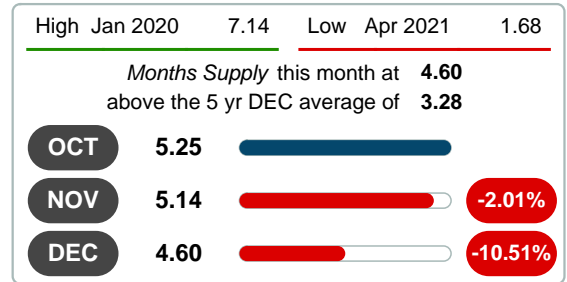 High Jan 2020 7.14 Low Apr 2021 1.68
Months Supply this month at 4.60
above the 5 yr DEC average of 3.28
OCT 5.25
NOV 5.14 -2.01%
DEC 4.60 -10.51%